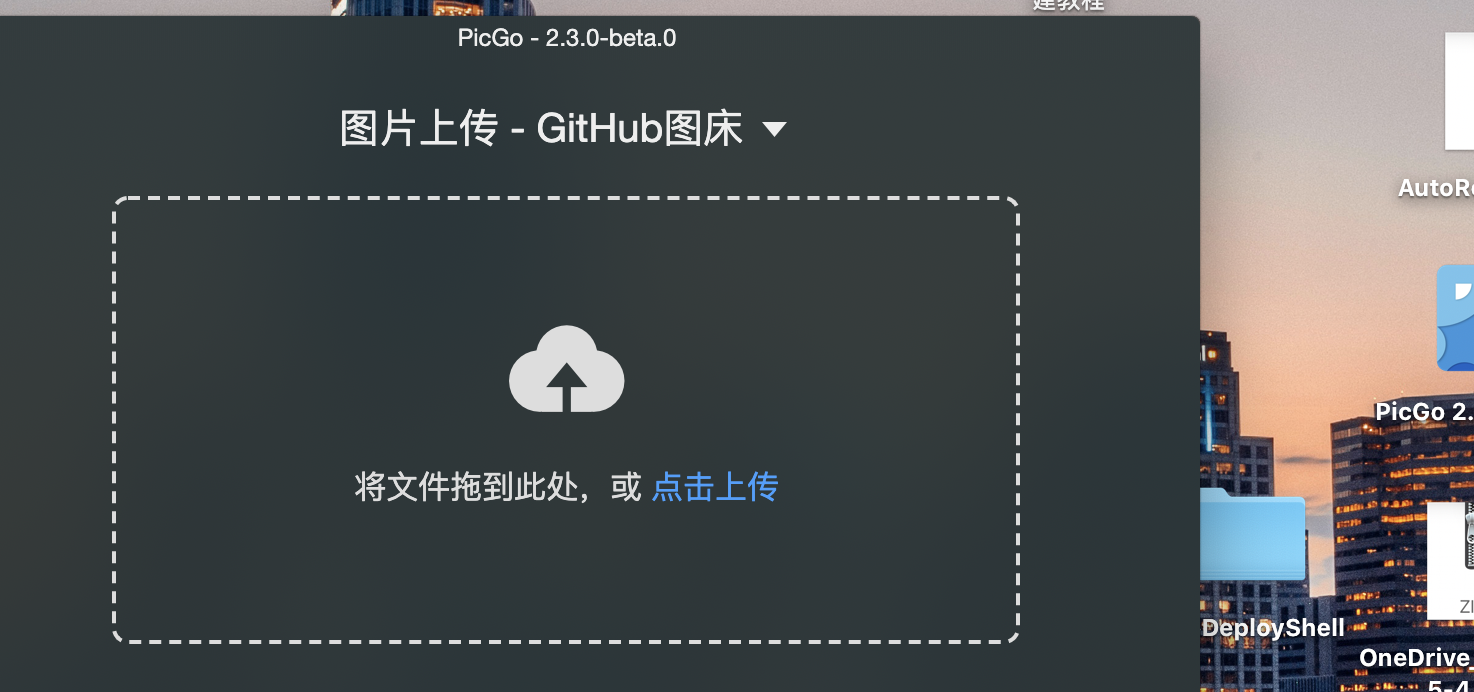 建教程
PicGo - 2.3.0-beta.0
图片上传 - GitHub图床
AutoR
PicGo 2.
将文件拖到此处，或 点击上传
ZI
DeployShell
OneDrive_
5-4